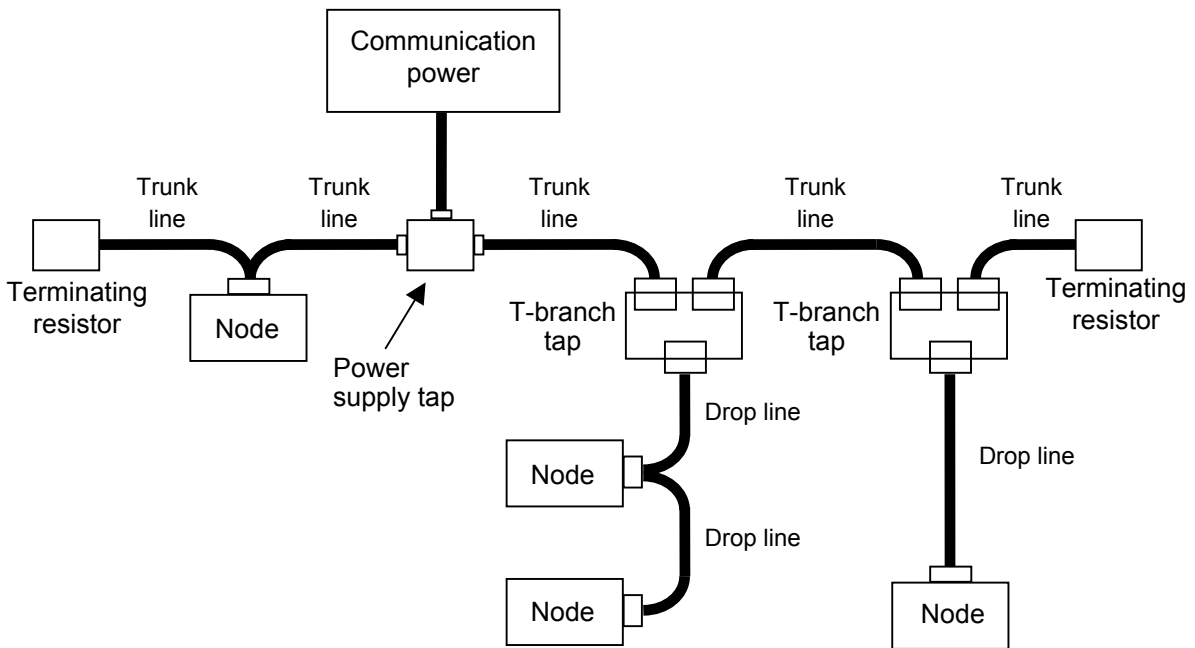 Communication
power
Trunk
line
Trunk
line
Trunk
line
Trunk
line
Trunk
line
Terminating
resistor
Node
Power
supply tap
T-branch
tap
T-branch
tap
Terminating
resistor
Drop line
Node
Drop line
Drop line
Node
Node